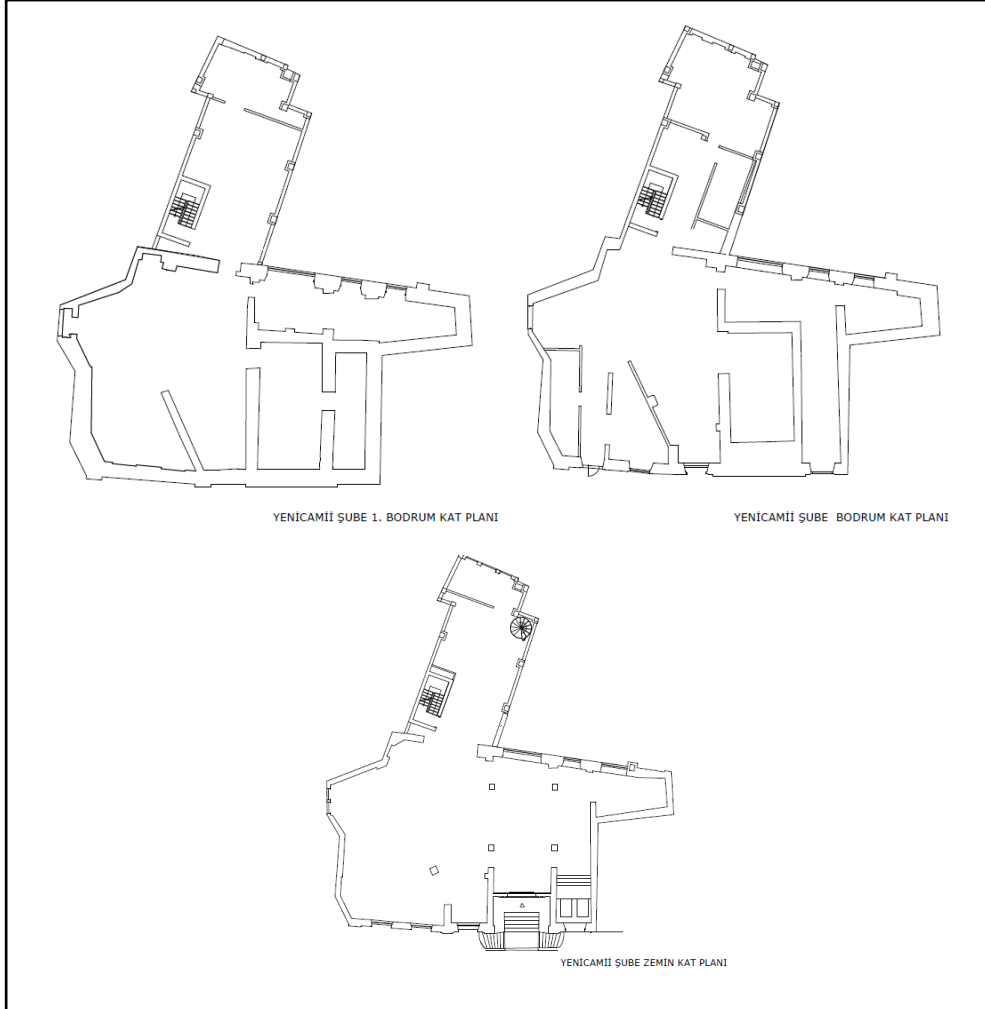 YENİCAMİİ ŞUBE 1. BODRUM KAT PLANI
YENİCAMİİ ŞUBE  BODRUM KAT PLANI
YENİCAMİİ ŞUBE ZEMİN KAT PLANI